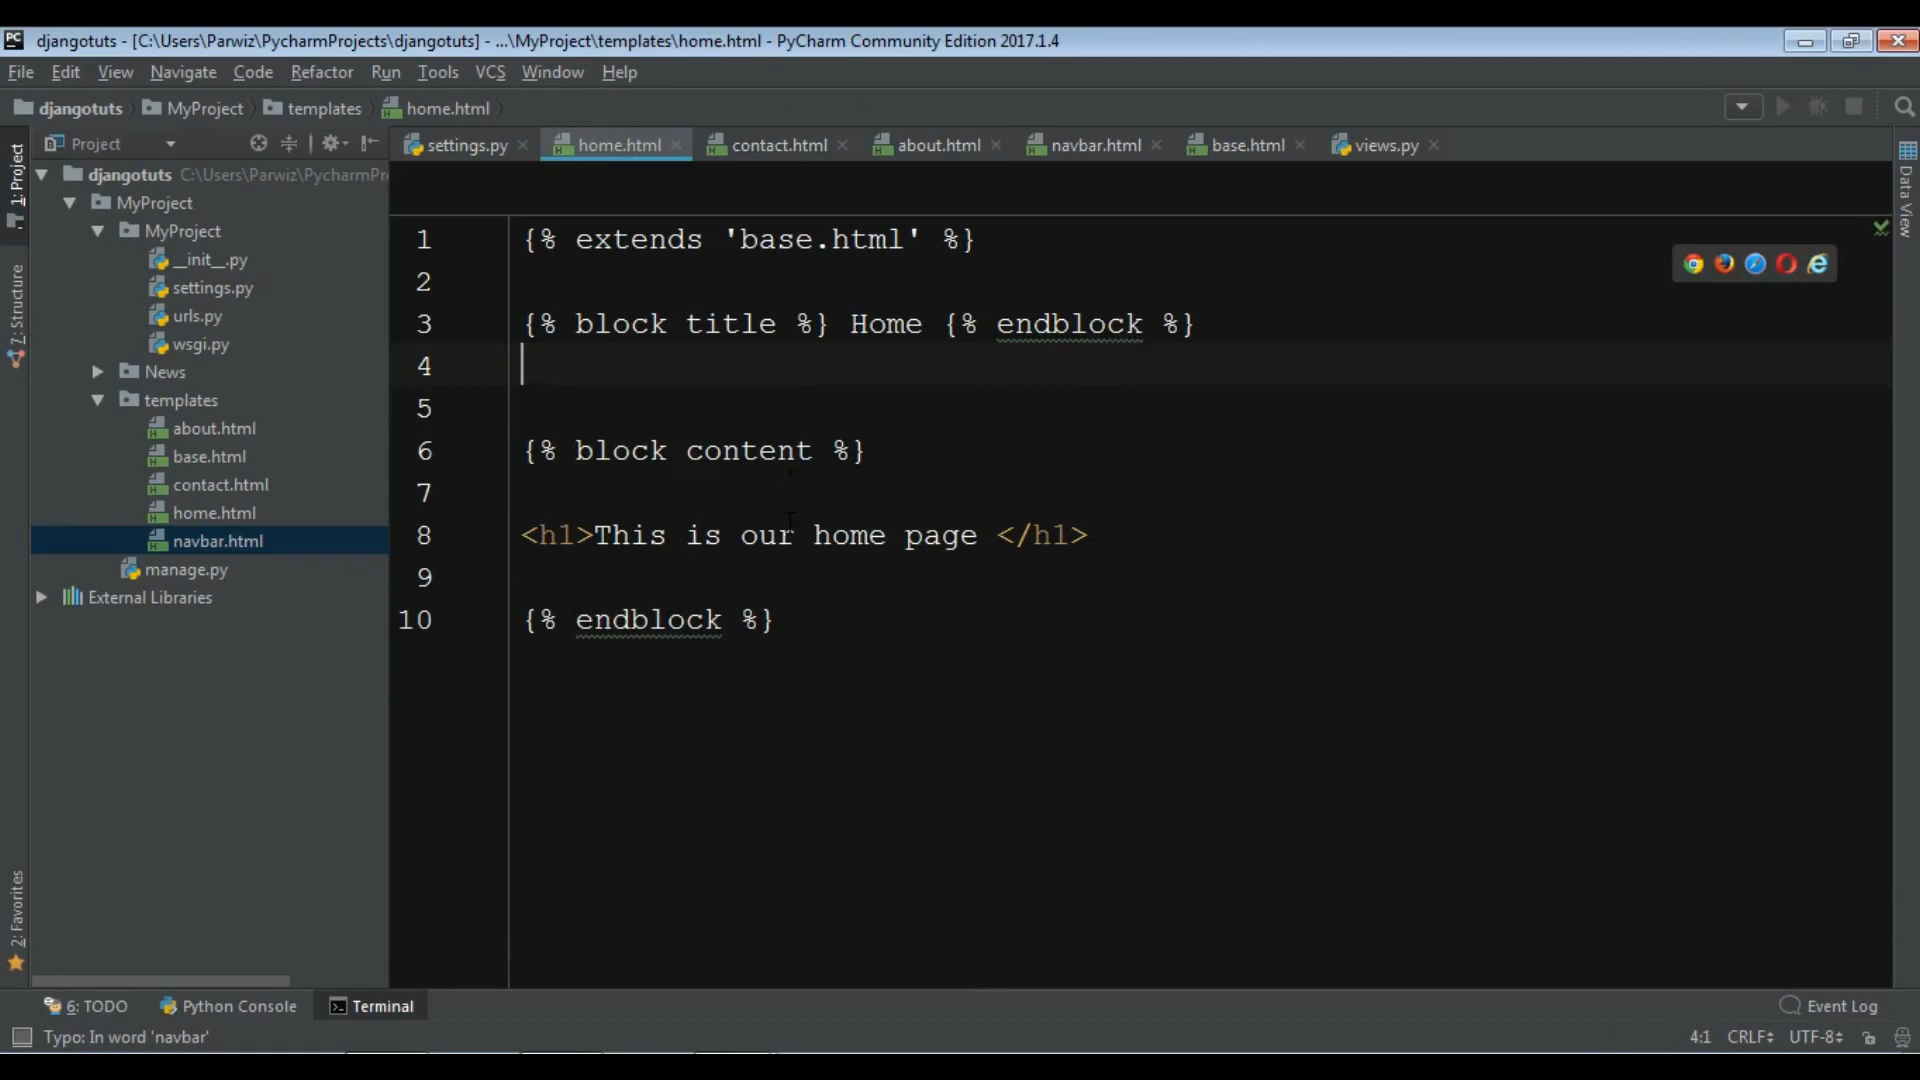 PC djangotuts - [C:\Users\Parwiz\PycharmProjects\djangotuts] - ...\MyProject\templates\home.html - PyCharm Community Edition 2017.1.4
File Edit View Navigate Code Refactor Run Tools VCS Window Help
djangotuts MyProject templates home.html
Project
settings.py home.html contact.html about.html navbar.html base.html views.py
1: Project
7: Structure
2: Favorites
Data View
djangotuts C:\Users\Parwiz\PycharmPr
MyProject
MyProject
__init__.py
settings.py
urls.py
wsgi.py
News
templates
about.html
base.html
contact.html
home.html
navbar.html
manage.py
External Libraries
1 {% extends 'base.html' %}
2
3 {% block title %} Home {% endblock %}
4
5
6 {% block content %}
7
8 <h1>This is our home page </h1>
9
10 {% endblock %}
6: TODO Python Console Terminal Event Log
Typo: In word 'navbar' 4:1 CRLF UTF-8